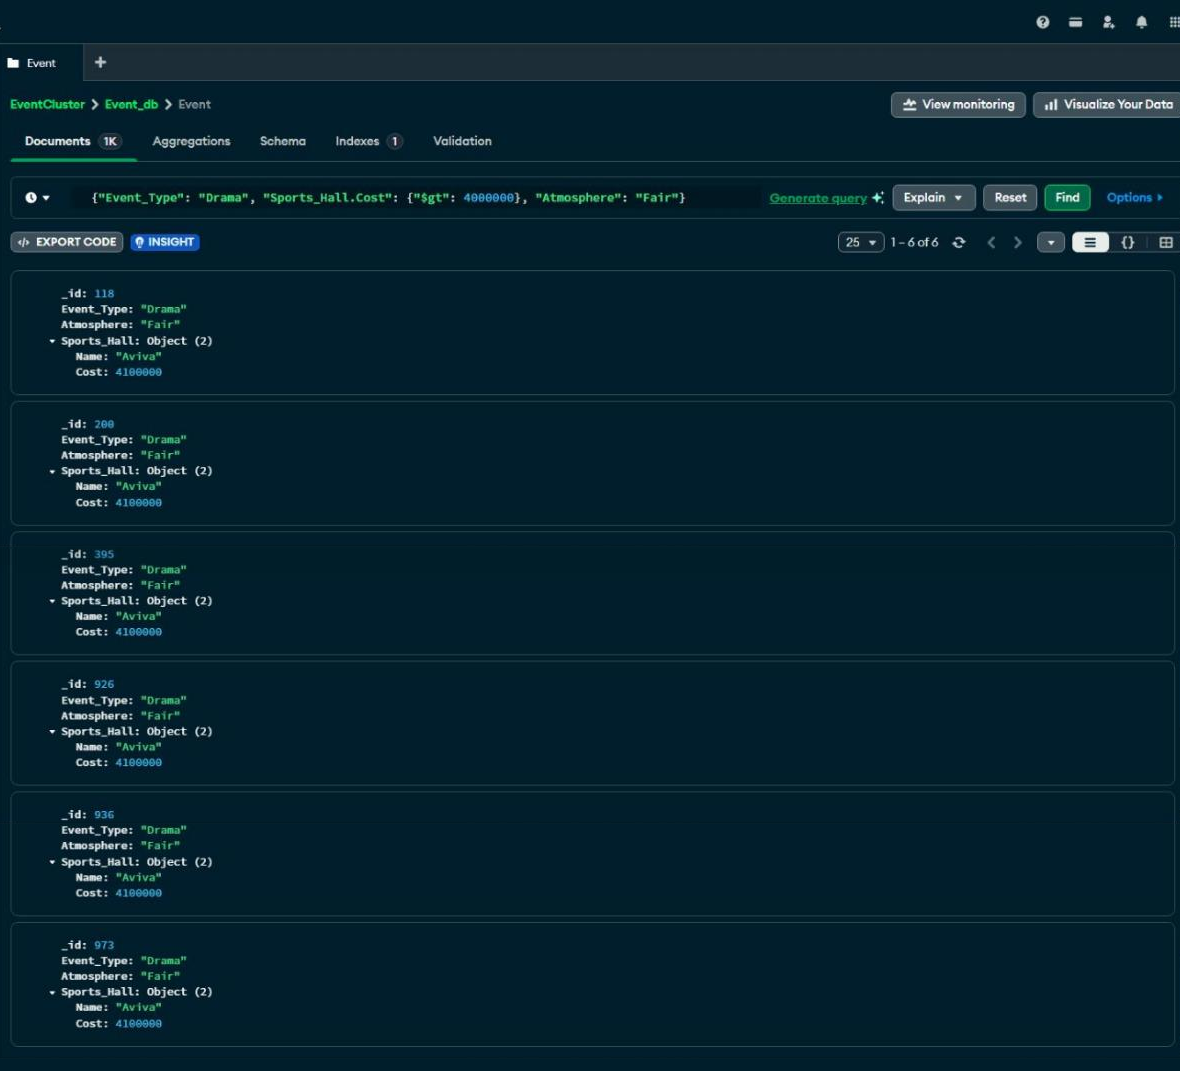 Event
EventCluster > Event_db > Event
View monitoring
Visualize Your Data
Documents 1K Aggregations Schema Indexes 1 Validation
{"Event_Type": "Drama", "Sports_Hall.Cost": {"$gt": 4000000}, "Atmosphere": "Fair"}
Generate query Explain Reset Find Options
</> EXPORT CODE INSIGHT
25 1 – 6 of 6 {}
_id: 118
Event_Type: "Drama"
Atmosphere: "Fair"
Sports_Hall: Object (2)
Name: "Aviva"
Cost: 4100000
_id: 200
Event_Type: "Drama"
Atmosphere: "Fair"
Sports_Hall: Object (2)
Name: "Aviva"
Cost: 4100000
_id: 395
Event_Type: "Drama"
Atmosphere: "Fair"
Sports_Hall: Object (2)
Name: "Aviva"
Cost: 4100000
_id: 926
Event_Type: "Drama"
Atmosphere: "Fair"
Sports_Hall: Object (2)
Name: "Aviva"
Cost: 4100000
_id: 936
Event_Type: "Drama"
Atmosphere: "Fair"
Sports_Hall: Object (2)
Name: "Aviva"
Cost: 4100000
_id: 973
Event_Type: "Drama"
Atmosphere: "Fair"
Sports_Hall: Object (2)
Name: "Aviva"
Cost: 4100000